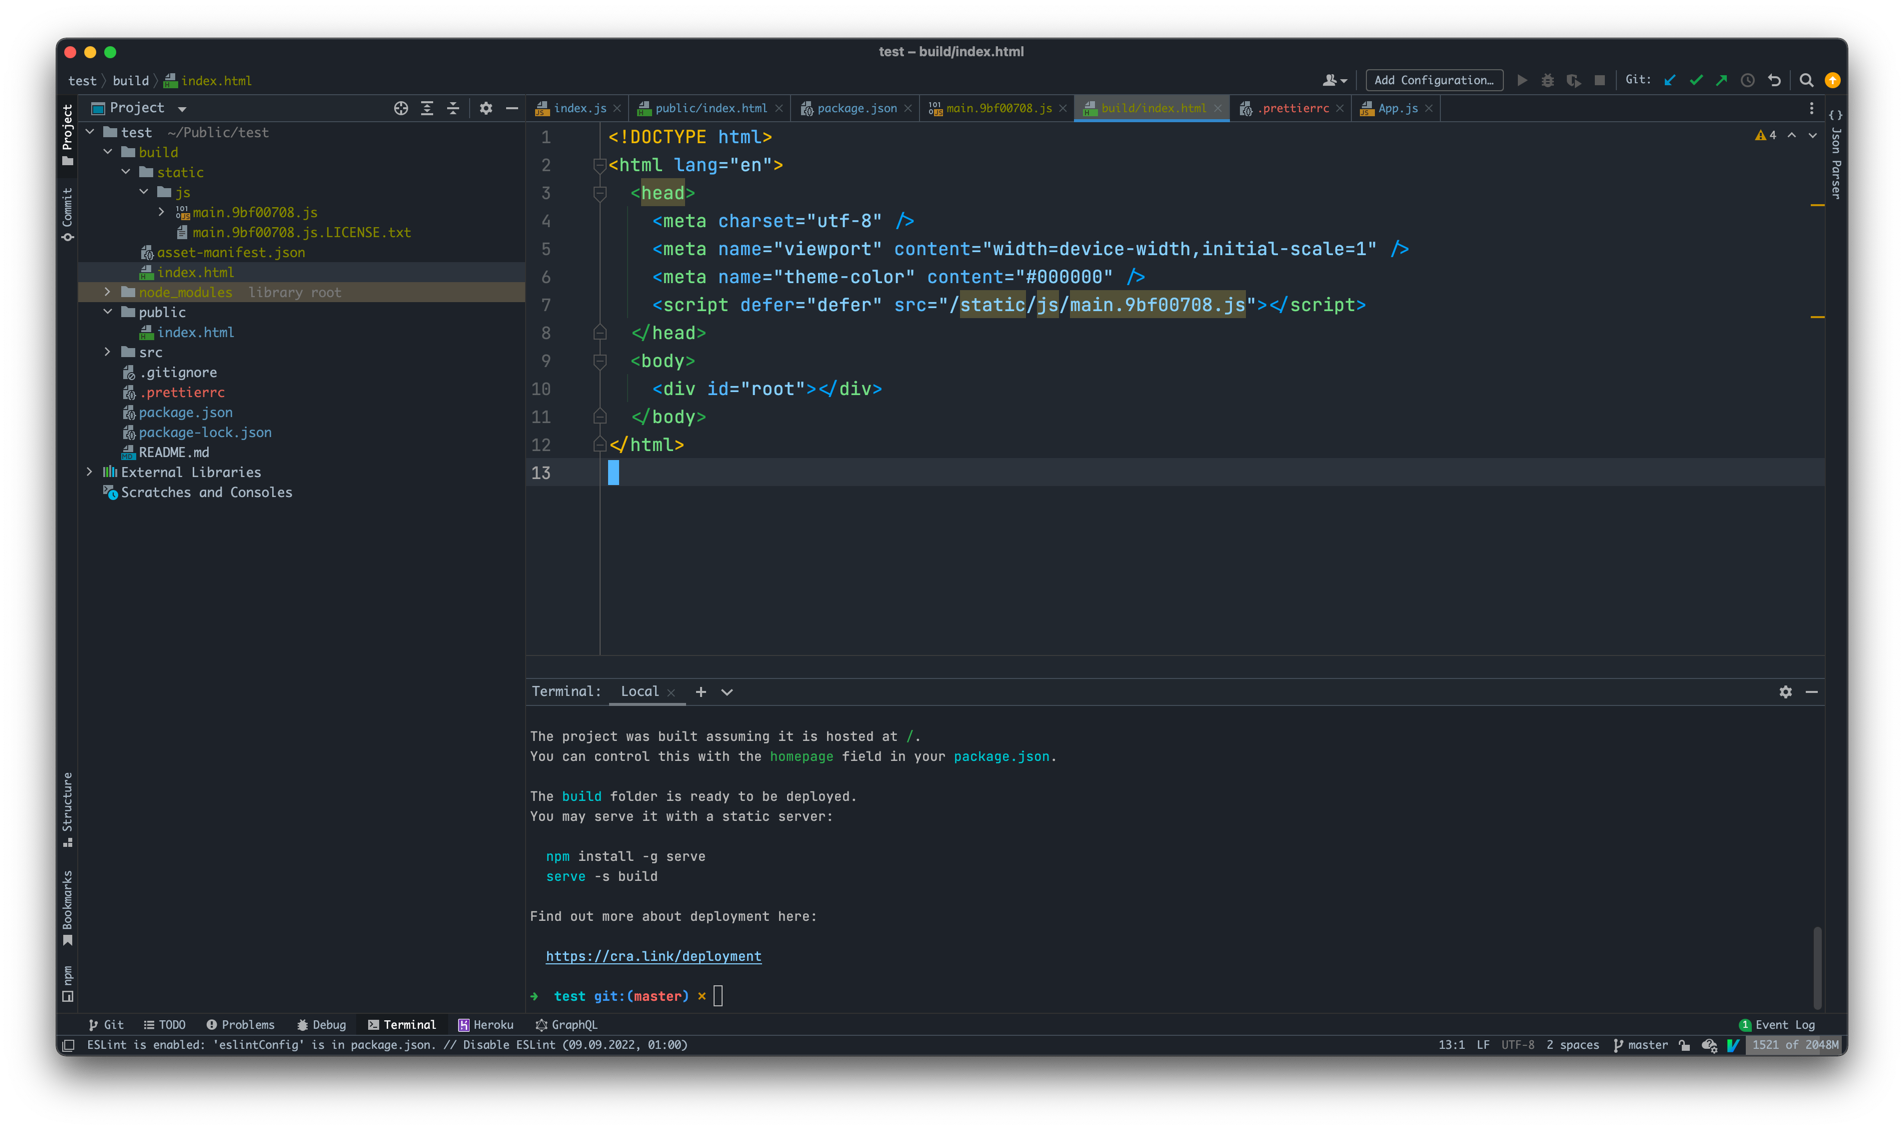 test – build/index.html
test build index.html
Add Configuration… Git:
Project
index.js public/index.html package.json main.9bf00708.js build/index.html .prettierrc App.js
Project
Commit
Structure
Bookmarks
npm
Json Parser
test ~/Public/test
build
static
js
main.9bf00708.js
main.9bf00708.js.LICENSE.txt
asset-manifest.json
index.html
node_modules library root
public
index.html
src
.gitignore
.prettierrc
package.json
package-lock.json
README.md
External Libraries
Scratches and Consoles
4
1 <!DOCTYPE html>
2 <html lang="en">
3 <head>
4 <meta charset="utf-8" />
5 <meta name="viewport" content="width=device-width,initial-scale=1" />
6 <meta name="theme-color" content="#000000" />
7 <script defer="defer" src="/static/js/main.9bf00708.js"></script>
8 </head>
9 <body>
10 <div id="root"></div>
11 </body>
12 </html>
13
Terminal: Local
The project was built assuming it is hosted at /.
You can control this with the homepage field in your package.json.
The build folder is ready to be deployed.
You may serve it with a static server:
npm install -g serve
serve -s build
Find out more about deployment here:
https://cra.link/deployment
→ test git:(master) ×
Git TODO Problems Debug Terminal Heroku GraphQL 1 Event Log
ESLint is enabled: 'eslintConfig' is in package.json. // Disable ESLint (09.09.2022, 01:00) 13:1 LF UTF-8 2 spaces master 1521 of 2048M